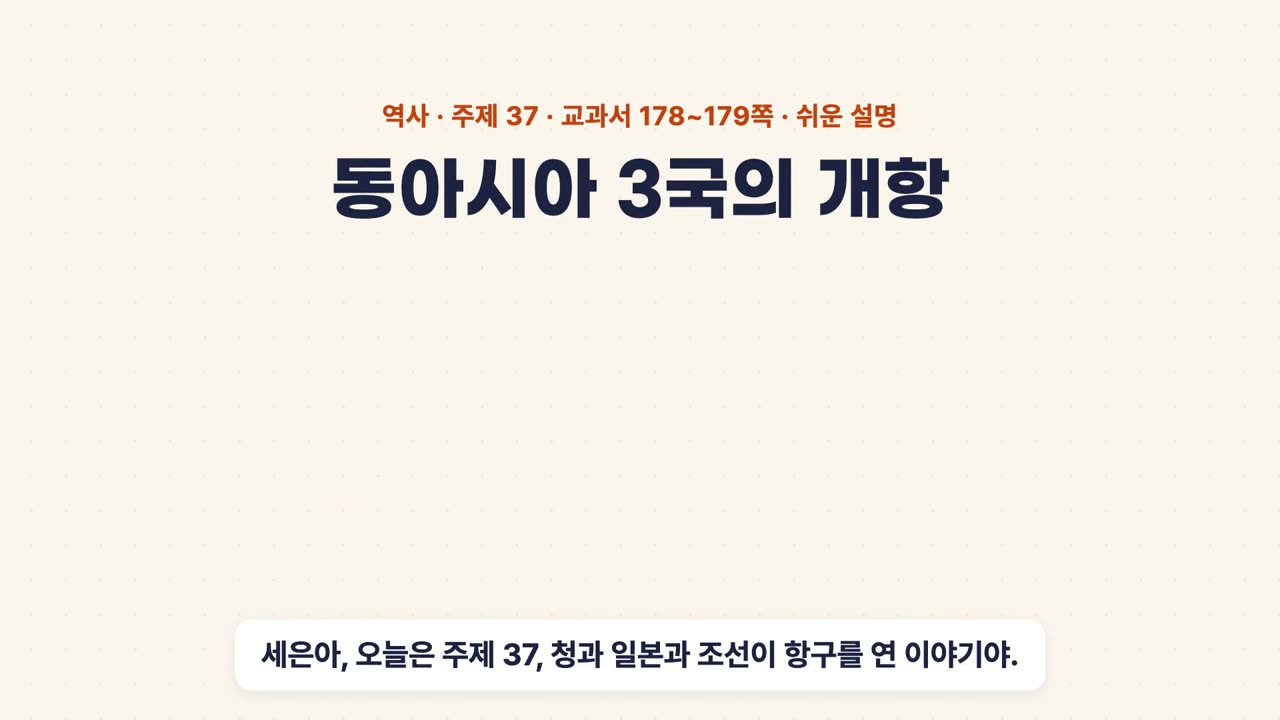 역사 · 주제 37 · 교과서 178~179쪽 · 쉬운 설명
동아시아 3국의 개항
세은아, 오늘은 주제 37, 청과 일본과 조선이 항구를 연 이야기야.